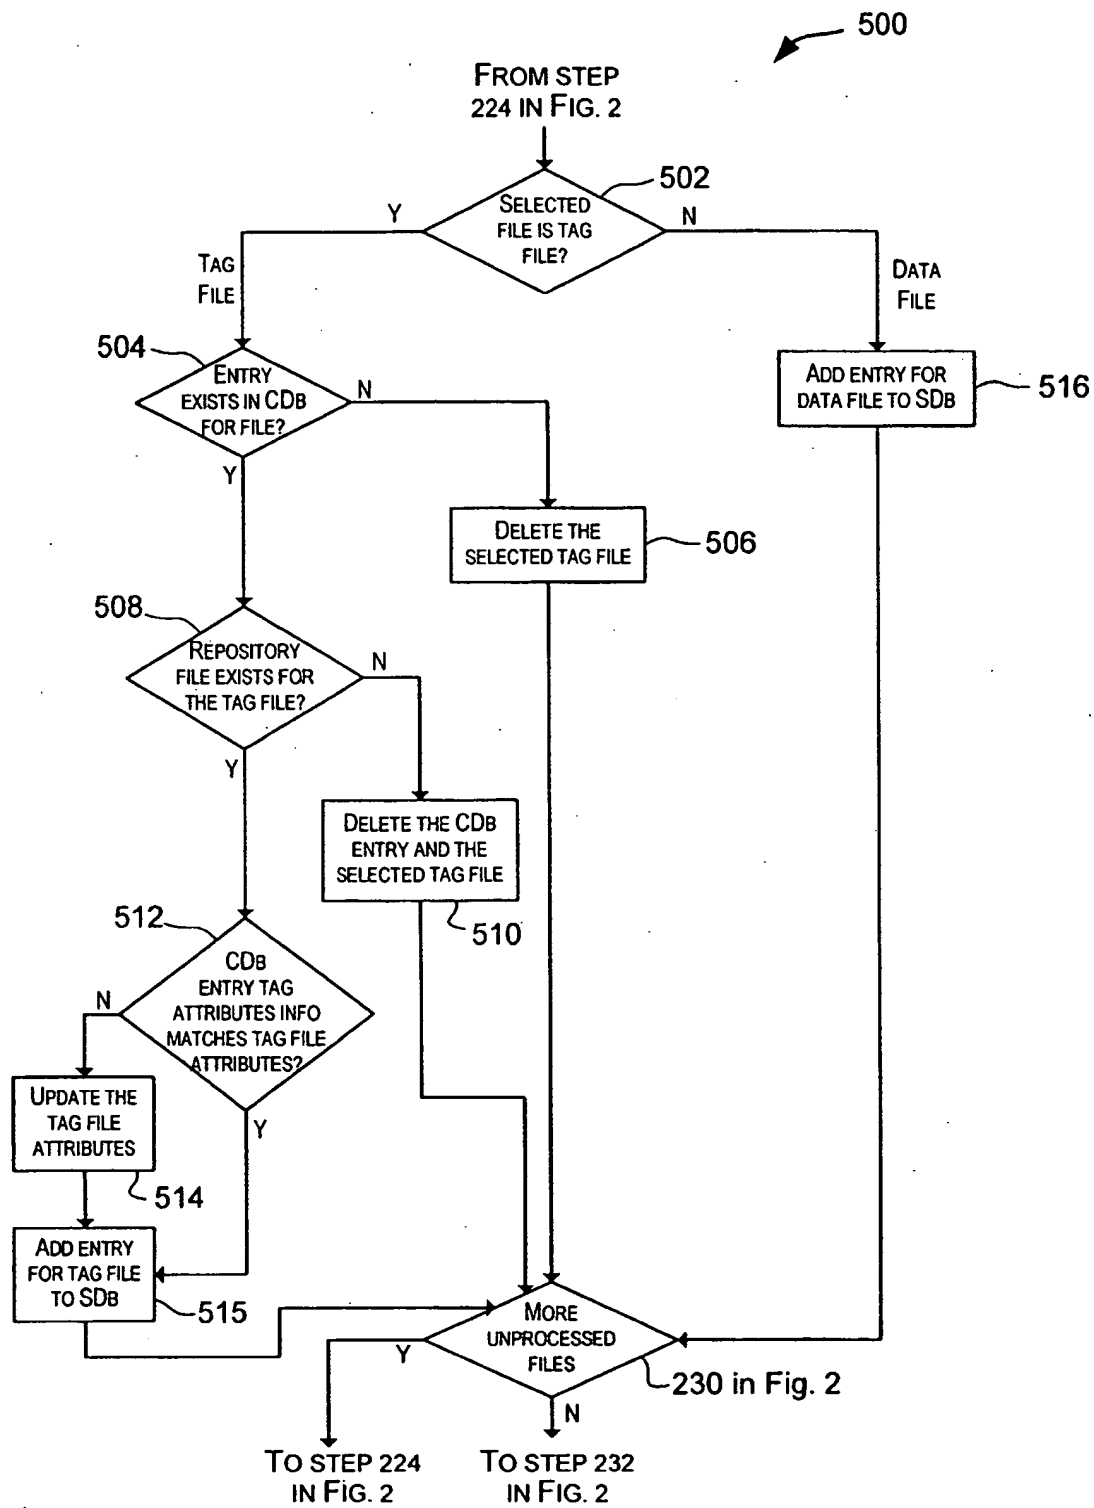 500
FROM STEP
224 IN FIG. 2
502
SELECTED
FILE IS TAG
FILE?
Y
N
TAG
FILE
DATA
FILE
504
ENTRY
EXISTS IN CDB
FOR FILE?
N
Y
ADD ENTRY FOR
DATA FILE TO SDB
516
DELETE THE
SELECTED TAG FILE
506
508
REPOSITORY
FILE EXISTS FOR
THE TAG FILE?
N
Y
DELETE THE CDB
ENTRY AND THE
SELECTED TAG FILE
510
512
CDB
ENTRY TAG
ATTRIBUTES INFO
MATCHES TAG FILE
ATTRIBUTES?
N
Y
UPDATE THE
TAG FILE
ATTRIBUTES
514
ADD ENTRY
FOR TAG FILE
TO SDB
515
MORE
UNPROCESSED
FILES
Y
230 in Fig. 2
N
TO STEP 224
IN FIG. 2
TO STEP 232
IN FIG. 2